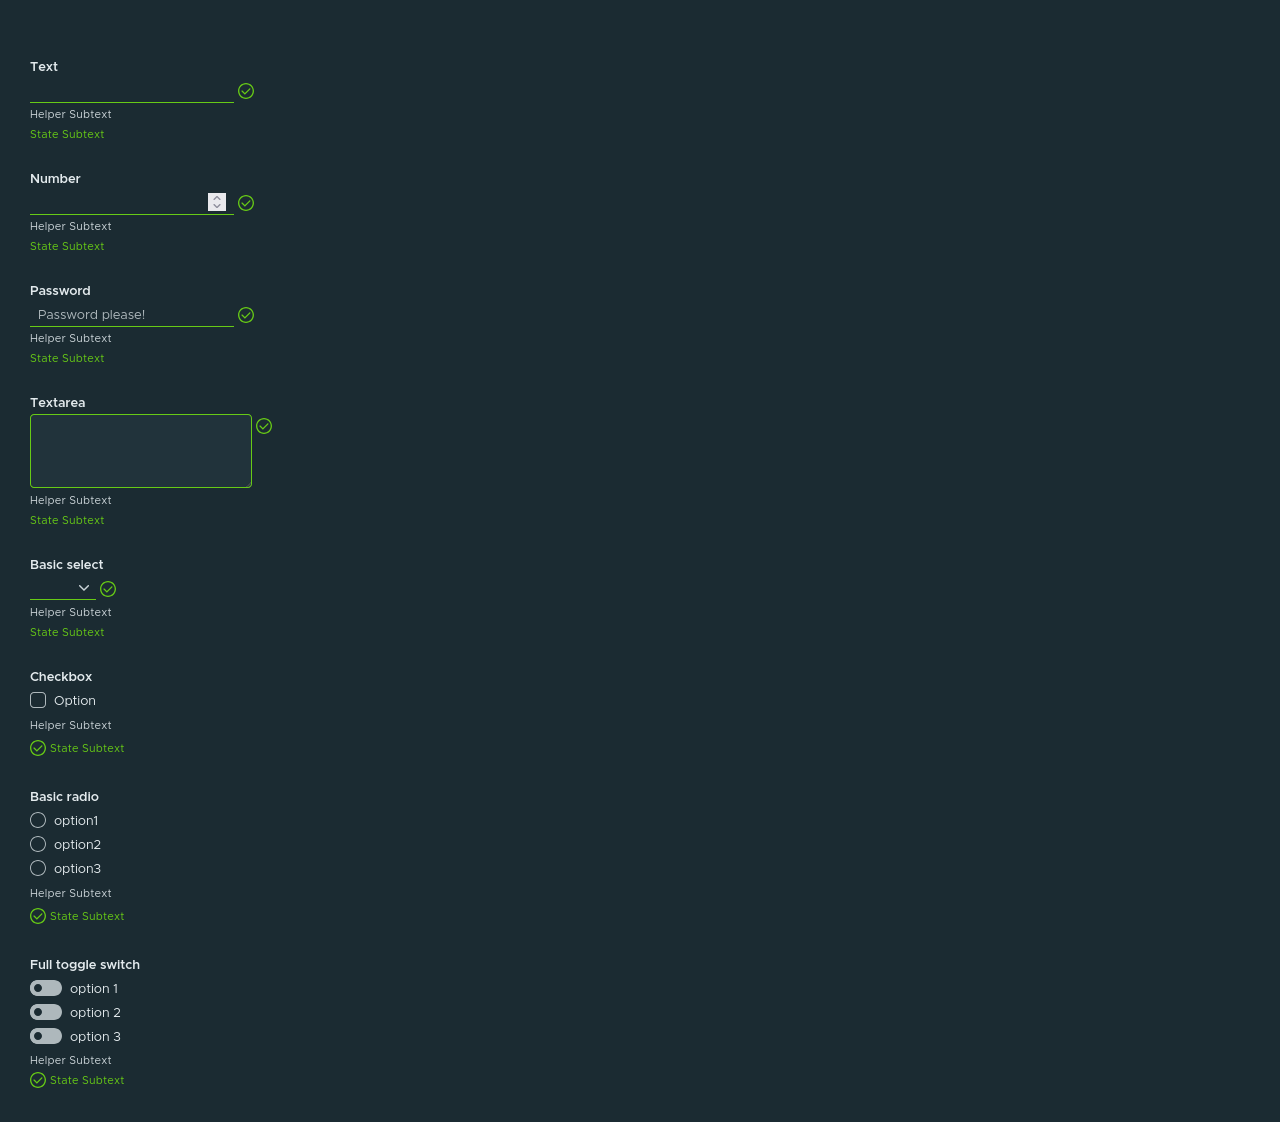 Text
Helper Subtext
State Subtext
Number
Helper Subtext
State Subtext
Password
Password please!
Helper Subtext
State Subtext
Textarea
Helper Subtext
State Subtext
Basic select
Helper Subtext
State Subtext
Checkbox
Option
Helper Subtext
State Subtext
Basic radio
option1
option2
option3
Helper Subtext
State Subtext
Full toggle switch
option 1
option 2
option 3
Helper Subtext
State Subtext